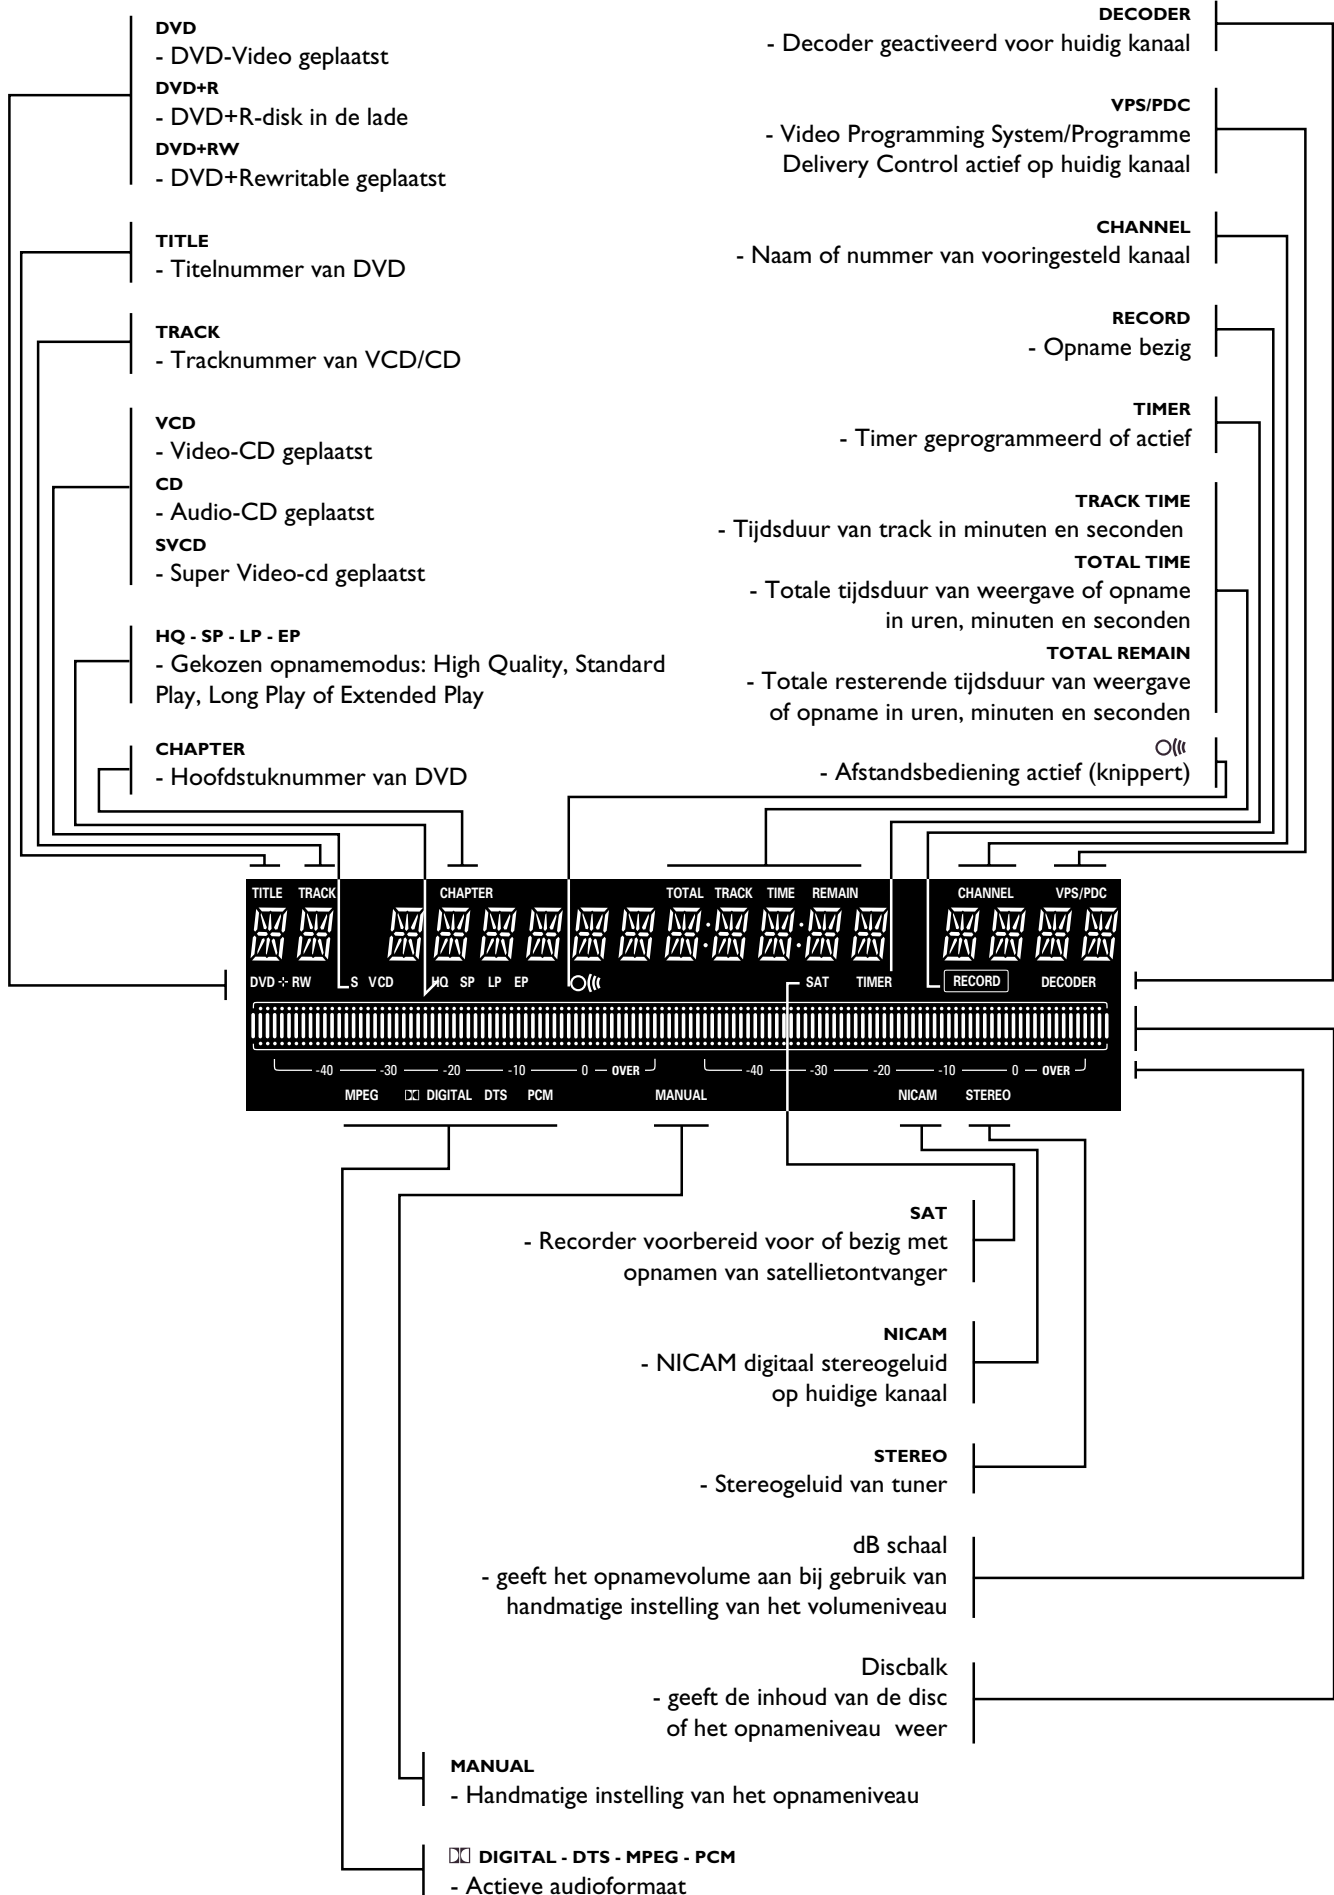 DVD
- DVD-Video geplaatst
DVD+R
- DVD+R-disk in de lade
DVD+RW
- DVD+Rewritable geplaatst
TITLE
- Titelnummer van DVD
TRACK
- Tracknummer van VCD/CD
VCD
- Video-CD geplaatst
CD
- Audio-CD geplaatst
SVCD
- Super Video-cd geplaatst
HQ - SP - LP - EP
- Gekozen opnamemodus: High Quality, Standard
Play, Long Play of Extended Play
CHAPTER
- Hoofdstuknummer van DVD
DECODER
- Decoder geactiveerd voor huidig kanaal
VPS/PDC
- Video Programming System/Programme
Delivery Control actief op huidig kanaal
CHANNEL
- Naam of nummer van vooringesteld kanaal
RECORD
- Opname bezig
TIMER
- Timer geprogrammeerd of actief
TRACK TIME
- Tijdsduur van track in minuten en seconden
TOTAL TIME
- Totale tijdsduur van weergave of opname
in uren, minuten en seconden
TOTAL REMAIN
- Totale resterende tijdsduur van weergave
of opname in uren, minuten en seconden
- Afstandsbediening actief (knippert)
TITLE TRACK CHAPTER TOTAL TRACK TIME REMAIN CHANNEL VPS/PDC
DVD + RW S VCD HQ SP LP EP SAT TIMER RECORD DECODER
-40 -30 -20 -10 0 OVER -40 -30 -20 -10 0 OVER
MPEG DIGITAL DTS PCM MANUAL NICAM STEREO
SAT
- Recorder voorbereid voor of bezig met
opnamen van satellietontvanger
NICAM
- NICAM digitaal stereogeluid
op huidige kanaal
STEREO
- Stereogeluid van tuner
dB schaal
- geeft het opnamevolume aan bij gebruik van
handmatige instelling van het volumeniveau
Discbalk
- geeft de inhoud van de disc
of het opnameniveau weer
MANUAL
- Handmatige instelling van het opnameniveau
DIGITAL - DTS - MPEG - PCM
- Actieve audioformaat